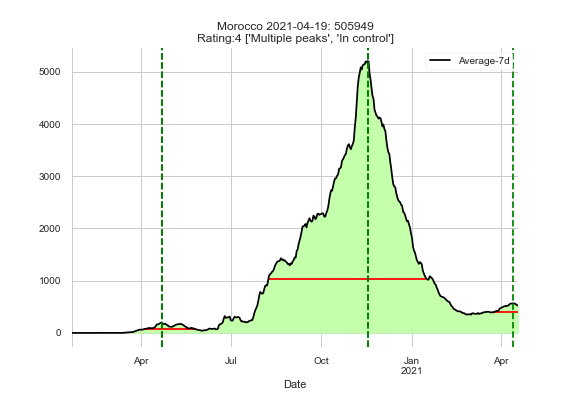 Morocco 2021-04-19: 505949
Rating:4 ['Multiple peaks', 'In control']
Average-7d
5000
4000
3000
2000
1000
0
Apr
Jul
Oct
Jan
2021
Apr
Date